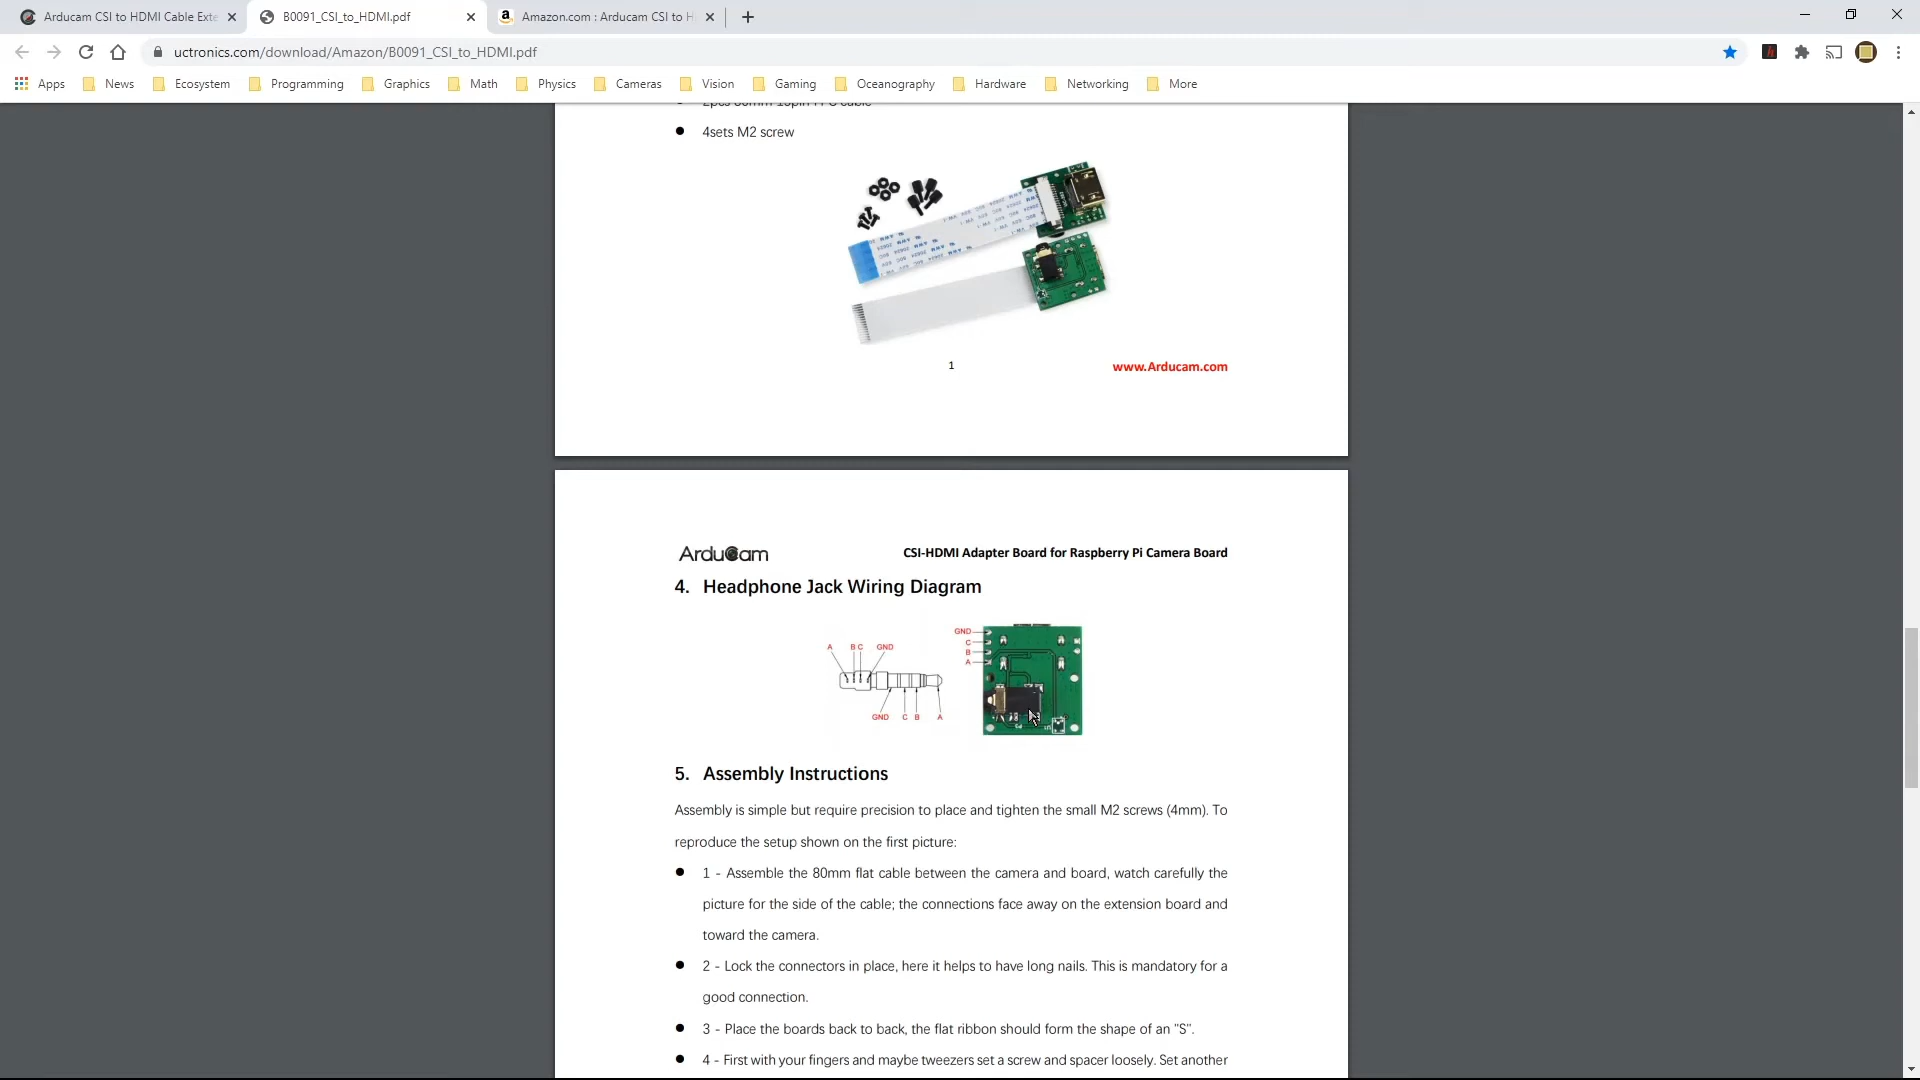 Arducam CSI to HDMI Cable Exte
B0091_CSI_to_HDMI.pdf
Amazon.com : Arducam CSI to H
uctronics.com/download/Amazon/B0091_CSI_to_HDMI.pdf
Apps News Ecosystem Programming Graphics Math Physics Cameras Vision Gaming Oceanography Hardware Networking More
4sets M2 screw
1
www.Arducam.com
ArduCam
CSI-HDMI Adapter Board for Raspberry Pi Camera Board
4. Headphone Jack Wiring Diagram
A B C GND
GND C B A
GND
C
B
A
5. Assembly Instructions
Assembly is simple but require precision to place and tighten the small M2 screws (4mm). To
reproduce the setup shown on the first picture:
1 - Assemble the 80mm flat cable between the camera and board, watch carefully the
picture for the side of the cable; the connections face away on the extension board and
toward the camera.
2 - Lock the connectors in place, here it helps to have long nails. This is mandatory for a
good connection.
3 - Place the boards back to back, the flat ribbon should form the shape of an "S".
4 - First with your fingers and maybe tweezers set a screw and spacer loosely. Set another